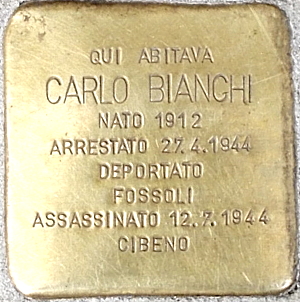 QUI ABITAVA
CARLO BIANCHI
NATO 1912
ARRESTATO 27.4.1944
DEPORTATO
FOSSOLI
ASSASSINATO 12.7.1944
CIBENO